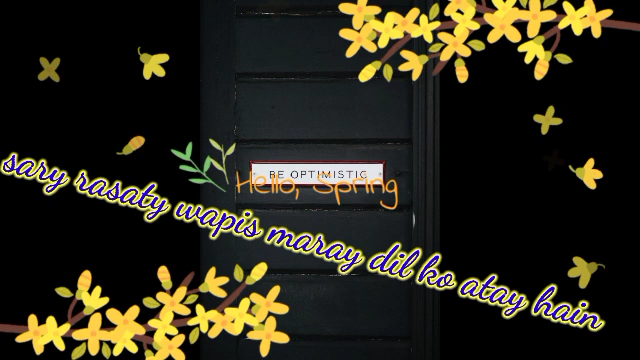 BE OPTIMISTIC
Hello, Spring
sary rasaty wapis maray dil ko atay hain